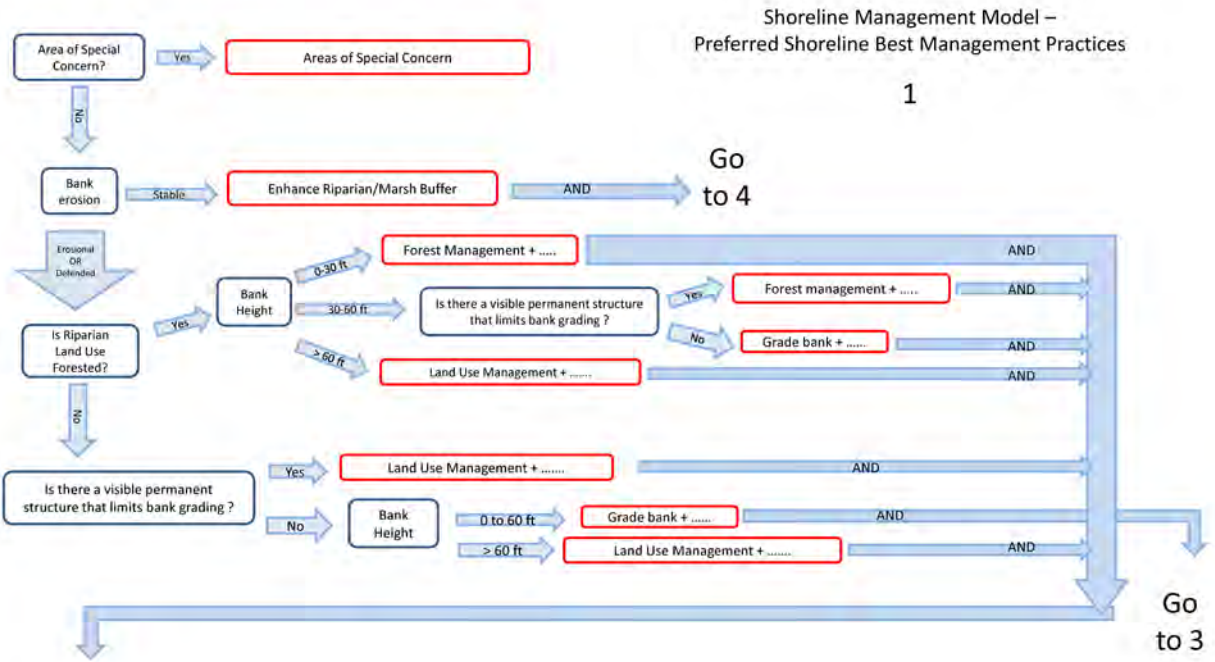 Shoreline Management Model –
Preferred Shoreline Best Management Practices
1
Area of Special
Concern?
Yes
Areas of Special Concern
No
Bank
erosion
Stable
Enhance Riparian/Marsh Buffer
AND
Go
to 4
Erosional
OR
Defended
Is Riparian
Land Use
Forested?
Yes
Bank
Height
0-30 ft
Forest Management + .....
AND
30-60 ft
Is there a visible permanent structure
that limits bank grading ?
Yes
Forest management + .....
AND
No
Grade bank + ......
AND
> 60 ft
Land Use Management + .......
AND
No
Is there a visible permanent
structure that limits bank grading ?
Yes
Land Use Management + .......
AND
No
Bank
Height
0 to 60 ft
Grade bank + ......
AND
> 60 ft
Land Use Management + .......
AND
Go
to 3